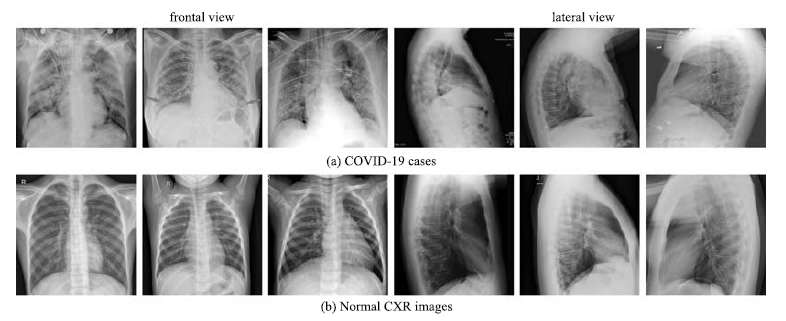 frontal view
lateral view
(a) COVID-19 cases
R
(b) Normal CXR images